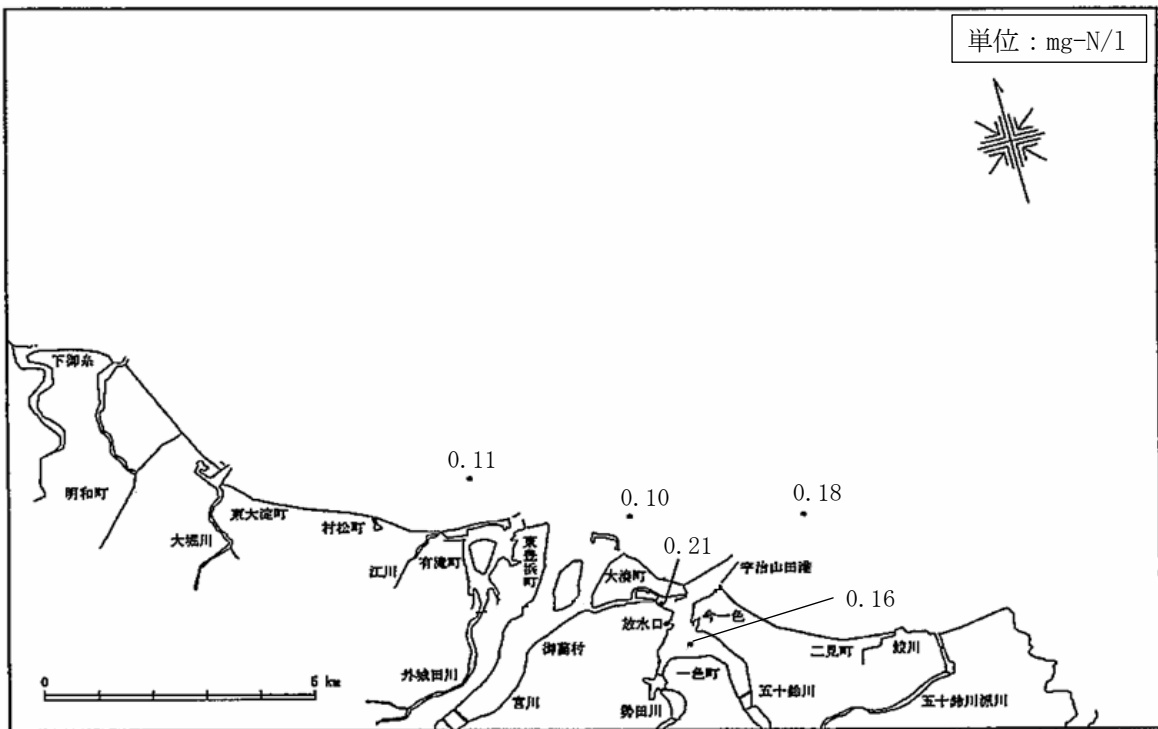 単位：mg-N/l
下御糸
0.11
明和町
0.10
0.18
東大淀町
村松町
大堀川
江川
有滝町
東豊浜町
大湊町
0.21
宇治山田港
放水口
今一色
0.16
御薗村
二見町
鮫川
外城田川
宮川
一色町
勢田川
五十鈴川
五十鈴川派川
0
5 km